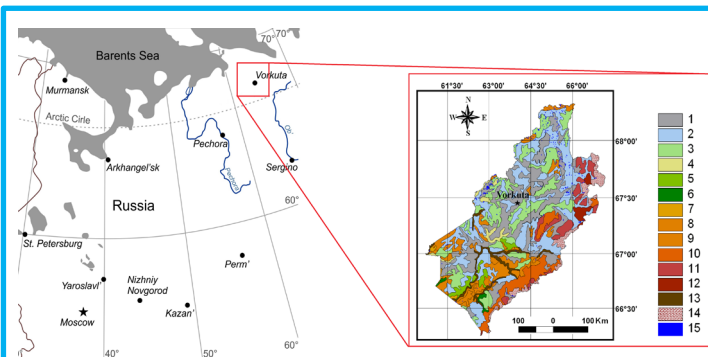 70°
70°
Barents Sea
Vorkuta
Murmansk
Arctic Cirle
Ob'
Pechora
Pechora
Arkhangel'sk
Sergino
Russia
60°
St. Petersburg
Perm'
Yaroslavl'
Nizhniy
Novgorod
Kazan'
Moscow
40°
50°
60°
61°30' 63°00' 64°30' 66°00'
N
W E
S
68°00'
67°30'
67°00'
66°30'
Vorkuta
100 0 100 Km
1
2
3
4
5
6
7
8
9
10
11
12
13
14
15